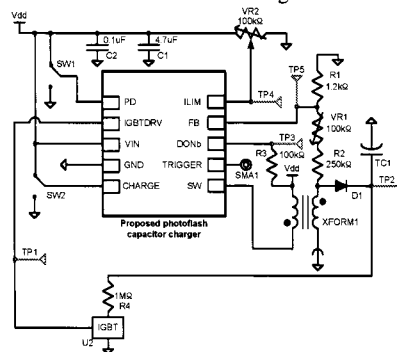 Vdd
VR2
100kΩ
SW1
0.1uF
C2
4.7uF
C1
TP5
TP4
R1
1.2kΩ
PD
ILIM
IGBTDRV
FB
VR1
100kΩ
VIN
DONb
TP3
R3
100kΩ
R2
250kΩ
TC1
GND
TRIGGER
SMA1
Vdd
TP2
SW2
CHARGE
SW
D1
Proposed photoflash
capacitor charger
XFORM1
TP1
1MΩ
R4
IGBT
U2